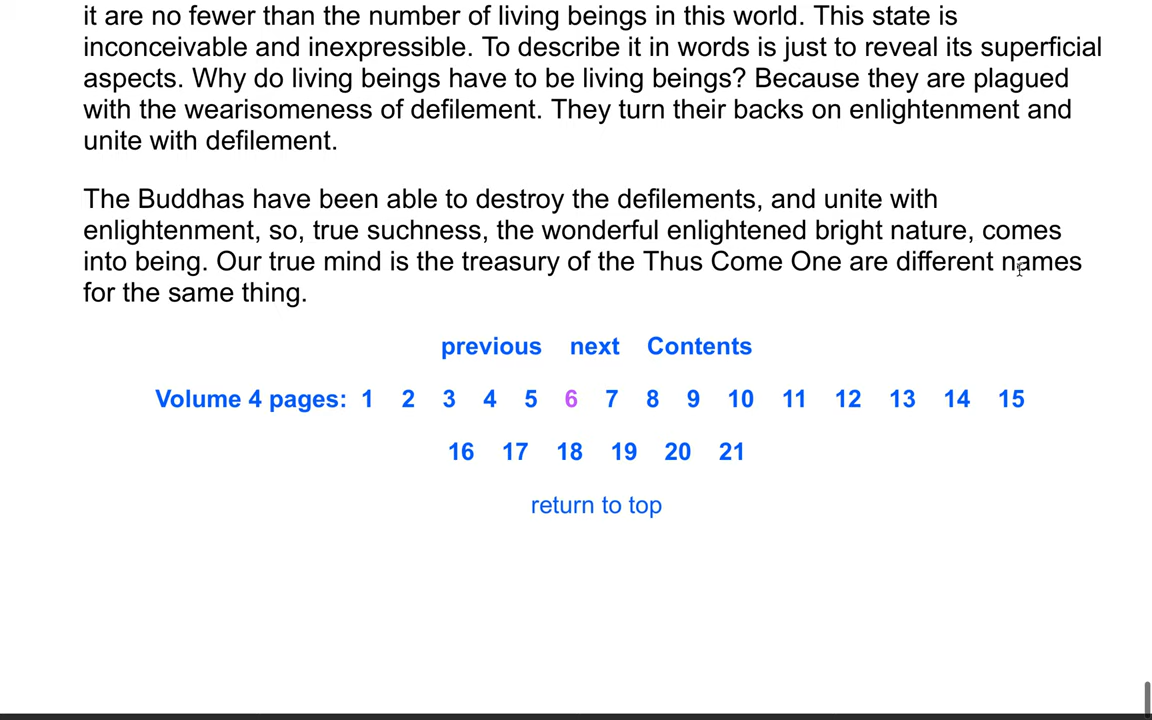 it are no fewer than the number of living beings in this world. This state is
inconceivable and inexpressible. To describe it in words is just to reveal its superficial
aspects. Why do living beings have to be living beings? Because they are plagued
with the wearisomeness of defilement. They turn their backs on enlightenment and
unite with defilement.
The Buddhas have been able to destroy the defilements, and unite with
enlightenment, so, true suchness, the wonderful enlightened bright nature, comes
into being. Our true mind is the treasury of the Thus Come One are different names
for the same thing.
previous next Contents
Volume 4 pages: 1 2 3 4 5 6 7 8 9 10 11 12 13 14 15
16 17 18 19 20 21
return to top